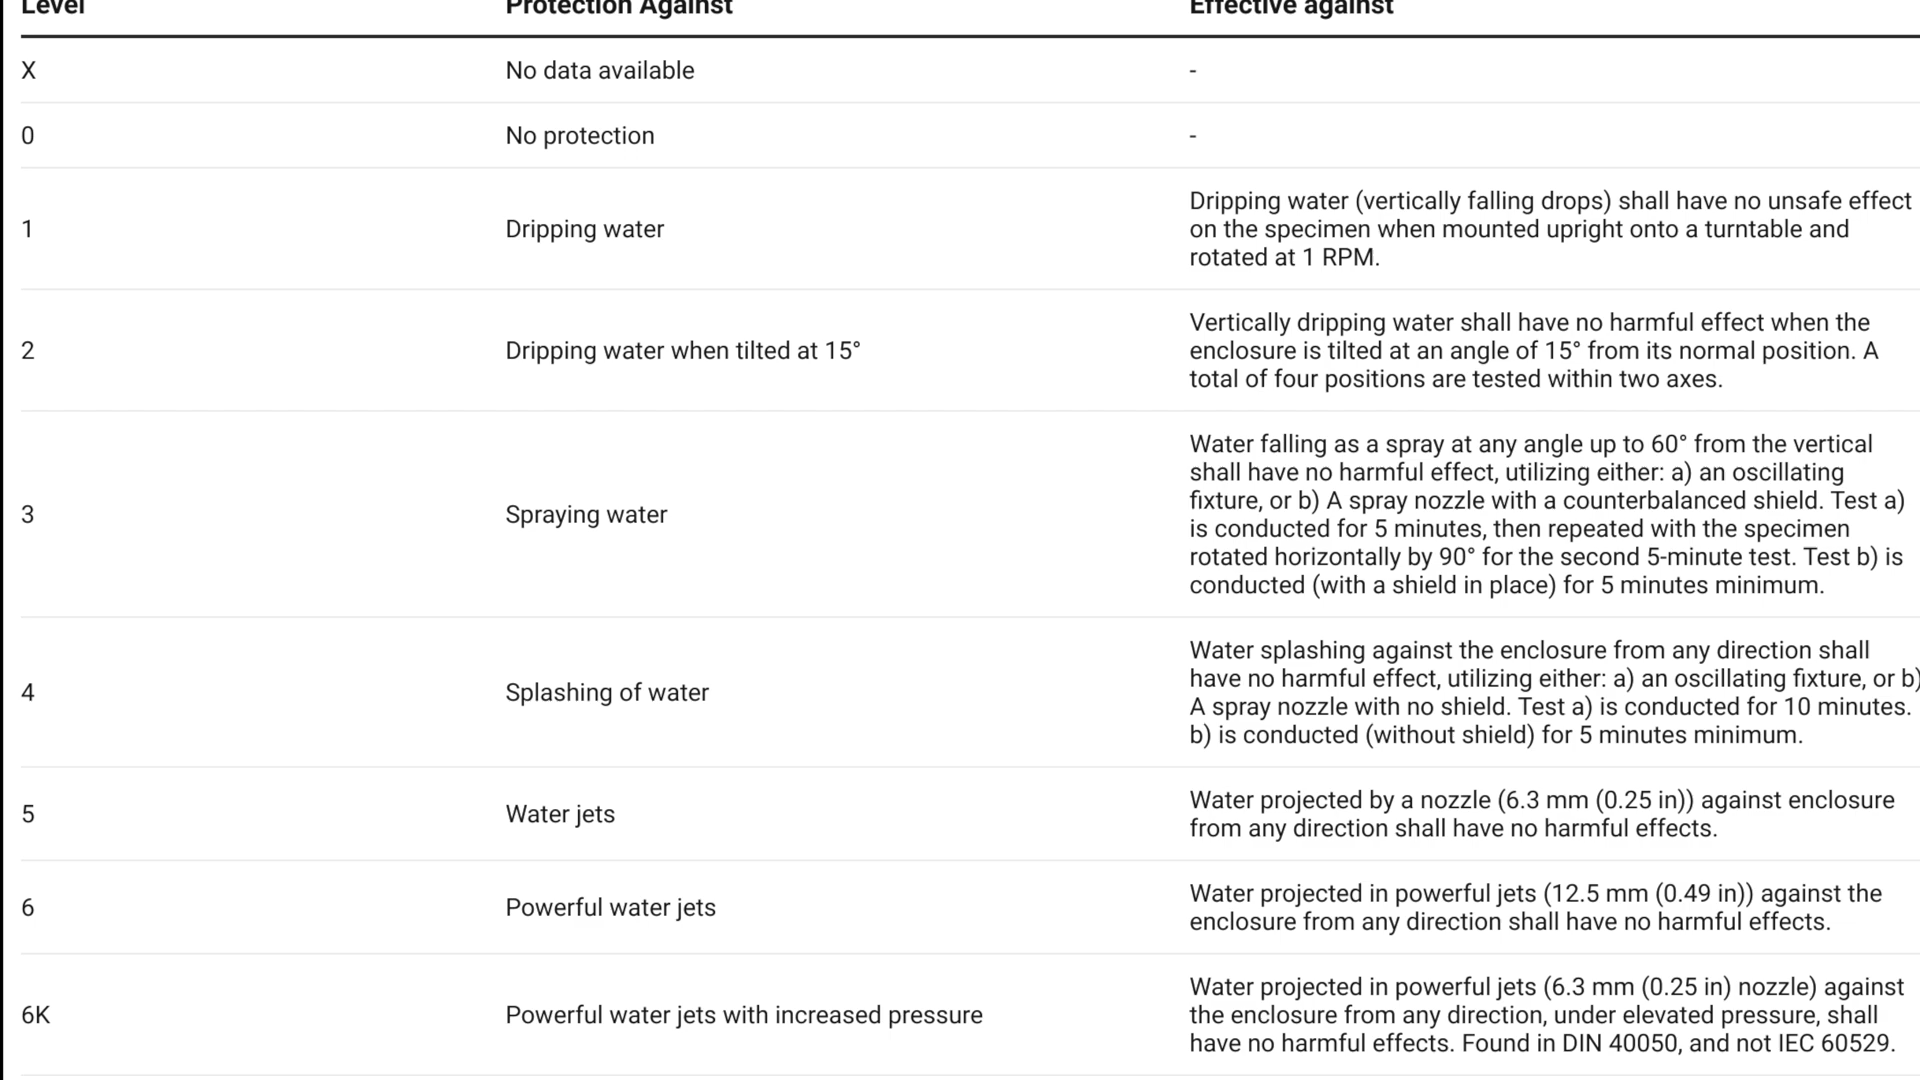 Level Protection Against Effective against
X No data available -
0 No protection -
Dripping water (vertically falling drops) shall have no unsafe effect
1 Dripping water on the specimen when mounted upright onto a turntable and
rotated at 1 RPM.
Vertically dripping water shall have no harmful effect when the
2 Dripping water when tilted at 15° enclosure is tilted at an angle of 15° from its normal position. A
total of four positions are tested within two axes.
Water falling as a spray at any angle up to 60° from the vertical
shall have no harmful effect, utilizing either: a) an oscillating
fixture, or b) A spray nozzle with a counterbalanced shield. Test a)
3 Spraying water is conducted for 5 minutes, then repeated with the specimen
rotated horizontally by 90° for the second 5-minute test. Test b) is
conducted (with a shield in place) for 5 minutes minimum.
Water splashing against the enclosure from any direction shall
have no harmful effect, utilizing either: a) an oscillating fixture, or b)
4 Splashing of water A spray nozzle with no shield. Test a) is conducted for 10 minutes.
b) is conducted (without shield) for 5 minutes minimum.
5 Water jets Water projected by a nozzle (6.3 mm (0.25 in)) against enclosure
from any direction shall have no harmful effects.
6 Powerful water jets Water projected in powerful jets (12.5 mm (0.49 in)) against the
enclosure from any direction shall have no harmful effects.
Water projected in powerful jets (6.3 mm (0.25 in) nozzle) against
6K Powerful water jets with increased pressure the enclosure from any direction, under elevated pressure, shall
have no harmful effects. Found in DIN 40050, and not IEC 60529.